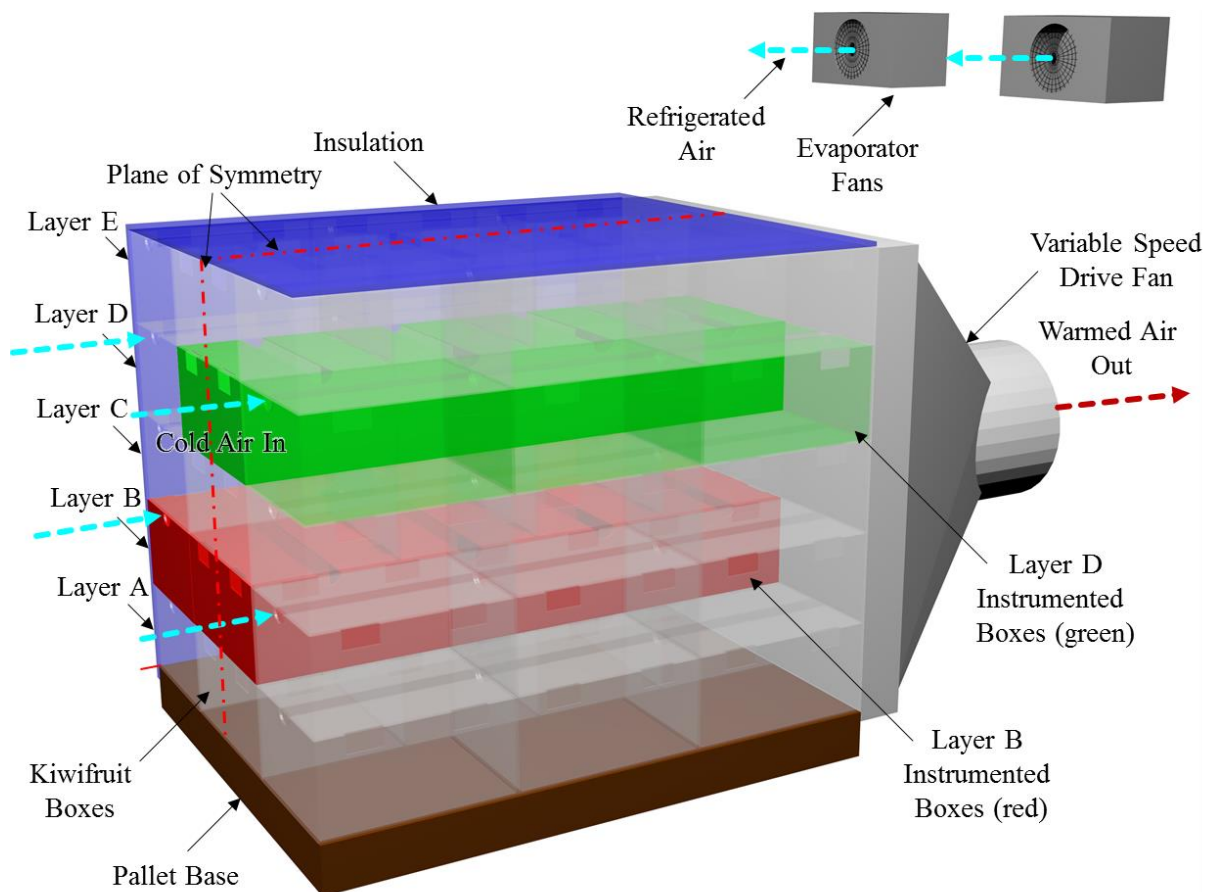 Refrigerated
Air
Evaporator
Fans
Insulation
Plane of Symmetry
Layer E
Variable Speed
Drive Fan
Layer D
Warmed Air
Out
Layer C
Cold Air In
Layer B
Layer A
Layer D
Instrumented
Boxes (green)
Layer B
Instrumented
Boxes (red)
Kiwifruit
Boxes
Pallet Base